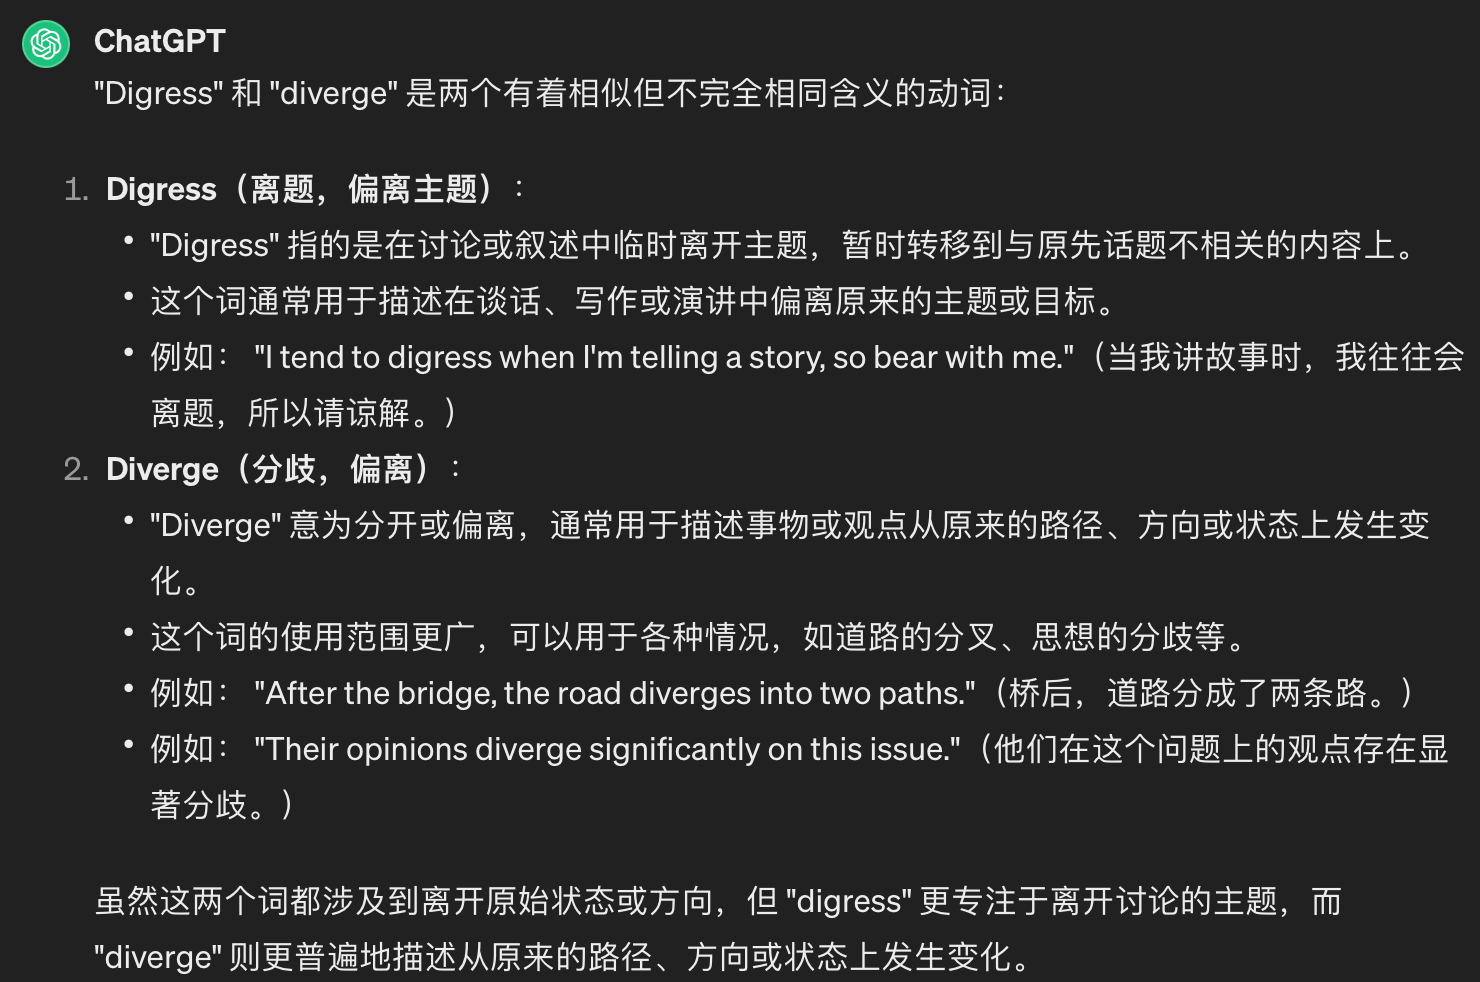 ChatGPT
"Digress" 和 "diverge" 是两个有着相似但不完全相同含义的动词：
1. Digress（离题，偏离主题）：
• "Digress" 指的是在讨论或叙述中临时离开主题，暂时转移到与原先话题不相关的内容上。
• 这个词通常用于描述在谈话、写作或演讲中偏离原来的主题或目标。
• 例如： "I tend to digress when I'm telling a story, so bear with me."（当我讲故事时，我往往会
离题，所以请谅解。）
2. Diverge（分歧，偏离）：
• "Diverge" 意为分开或偏离，通常用于描述事物或观点从原来的路径、方向或状态上发生变
化。
• 这个词的使用范围更广，可以用于各种情况，如道路的分叉、思想的分歧等。
• 例如： "After the bridge, the road diverges into two paths."（桥后，道路分成了两条路。）
• 例如： "Their opinions diverge significantly on this issue."（他们在这个问题上的观点存在显
著分歧。）
虽然这两个词都涉及到离开原始状态或方向，但 "digress" 更专注于离开讨论的主题，而
"diverge" 则更普遍地描述从原来的路径、方向或状态上发生变化。